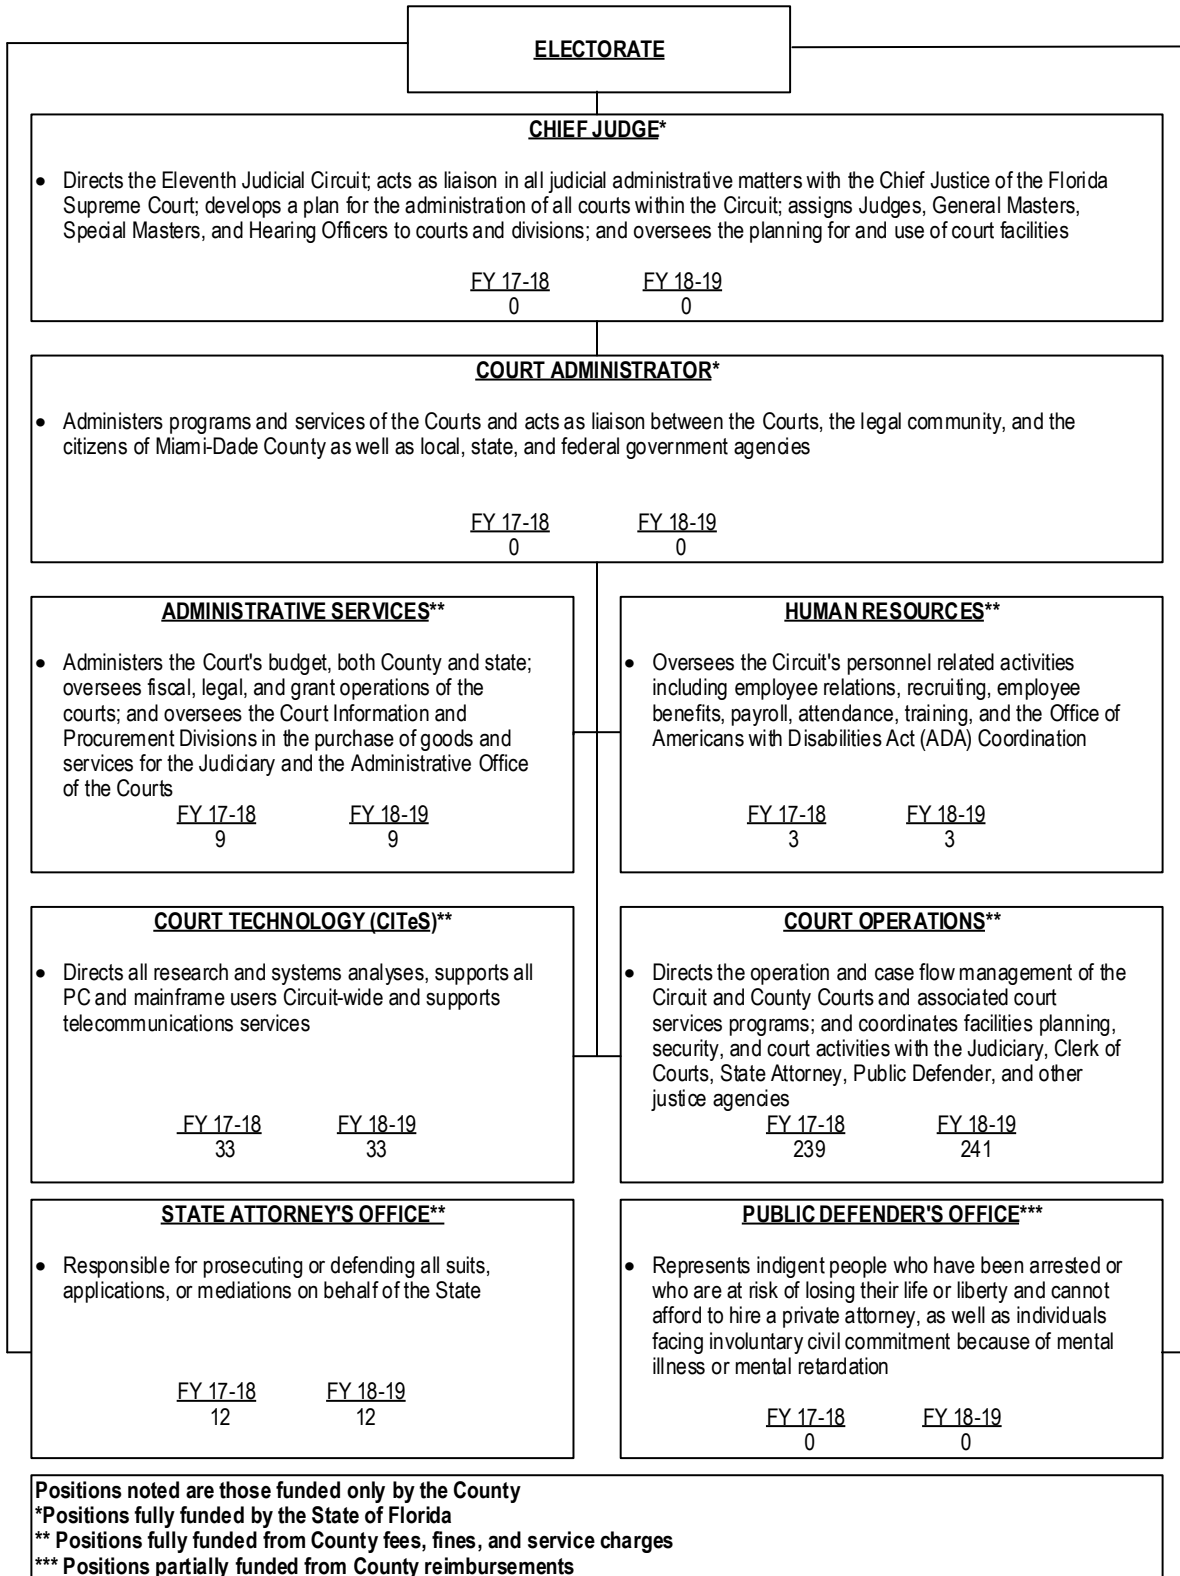 ELECTORATE
CHIEF JUDGE*
• Directs the Eleventh Judicial Circuit; acts as liaison in all judicial administrative matters with the Chief Justice of the Florida
Supreme Court; develops a plan for the administration of all courts within the Circuit; assigns Judges, General Masters,
Special Masters, and Hearing Officers to courts and divisions; and oversees the planning for and use of court facilities
FY 17-18 FY 18-19
0 0
COURT ADMINISTRATOR*
• Administers programs and services of the Courts and acts as liaison between the Courts, the legal community, and the
citizens of Miami-Dade County as well as local, state, and federal government agencies
FY 17-18 FY 18-19
0 0
ADMINISTRATIVE SERVICES**
• Administers the Court's budget, both County and state;
oversees fiscal, legal, and grant operations of the
courts; and oversees the Court Information and
Procurement Divisions in the purchase of goods and
services for the Judiciary and the Administrative Office
of the Courts
FY 17-18 FY 18-19
9 9
HUMAN RESOURCES**
• Oversees the Circuit's personnel related activities
including employee relations, recruiting, employee
benefits, payroll, attendance, training, and the Office of
Americans with Disabilities Act (ADA) Coordination
FY 17-18 FY 18-19
3 3
COURT TECHNOLOGY (CITeS)**
• Directs all research and systems analyses, supports all
PC and mainframe users Circuit-wide and supports
telecommunications services
FY 17-18 FY 18-19
33 33
COURT OPERATIONS**
• Directs the operation and case flow management of the
Circuit and County Courts and associated court
services programs; and coordinates facilities planning,
security, and court activities with the Judiciary, Clerk of
Courts, State Attorney, Public Defender, and other
justice agencies
FY 17-18 FY 18-19
239 241
STATE ATTORNEY'S OFFICE**
• Responsible for prosecuting or defending all suits,
applications, or mediations on behalf of the State
FY 17-18 FY 18-19
12 12
PUBLIC DEFENDER'S OFFICE***
• Represents indigent people who have been arrested or
who are at risk of losing their life or liberty and cannot
afford to hire a private attorney, as well as individuals
facing involuntary civil commitment because of mental
illness or mental retardation
FY 17-18 FY 18-19
0 0
Positions noted are those funded only by the County
*Positions fully funded by the State of Florida
** Positions fully funded from County fees, fines, and service charges
*** Positions partially funded from County reimbursements